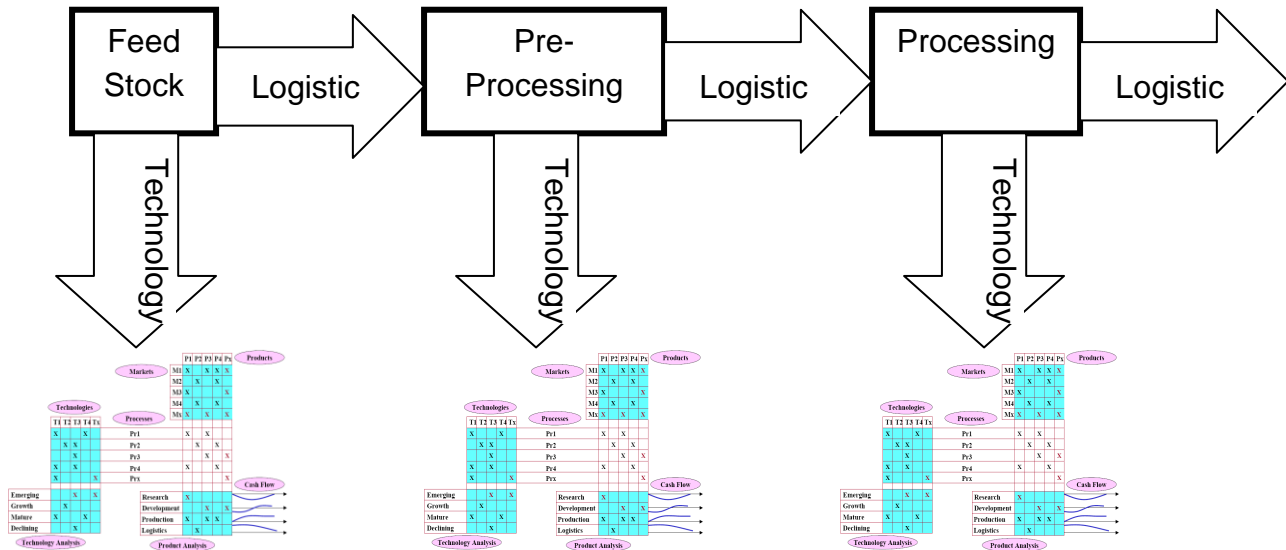 Feed
Stock
Logistic
Pre-
Processing
Logistic
Processing
Logistic
Technology
Technology
Technology
P1 P2 P3 P4 Px
Products
Markets
M1 X X X X
M2 X X
M3 X X
M4 X X
Mx X X X
Technologies
Processes
T1 T2 T3 T4 Tx
X X Pr1 X X
X X Pr2 X X
Pr3 X X
X X Pr4 X X
X X Prx X
Cash Flow
Emerging X X
Growth X
Mature X X
Declining X
Technology Analysis
Research X
Development X X
Production X X X
Logistics X
Product Analysis
P1 P2 P3 P4 Px
Products
Markets
M1 X X X X
M2 X X
M3 X X
M4 X X
Mx X X X
Technologies
Processes
T1 T2 T3 T4 Tx
X X Pr1 X X
X X Pr2 X X
Pr3 X X
X X Pr4 X X
X X Prx X
Cash Flow
Emerging X X
Growth X
Mature X X
Declining X
Technology Analysis
Research X
Development X X
Production X X X
Logistics X
Product Analysis
P1 P2 P3 P4 Px
Products
Markets
M1 X X X X
M2 X X
M3 X X
M4 X X
Mx X X X
Technologies
Processes
T1 T2 T3 T4 Tx
X X Pr1 X X
X X Pr2 X X
Pr3 X X
X X Pr4 X X
X X Prx X
Cash Flow
Emerging X X
Growth X
Mature X X
Declining X
Technology Analysis
Research X
Development X X
Production X X X
Logistics X
Product Analysis